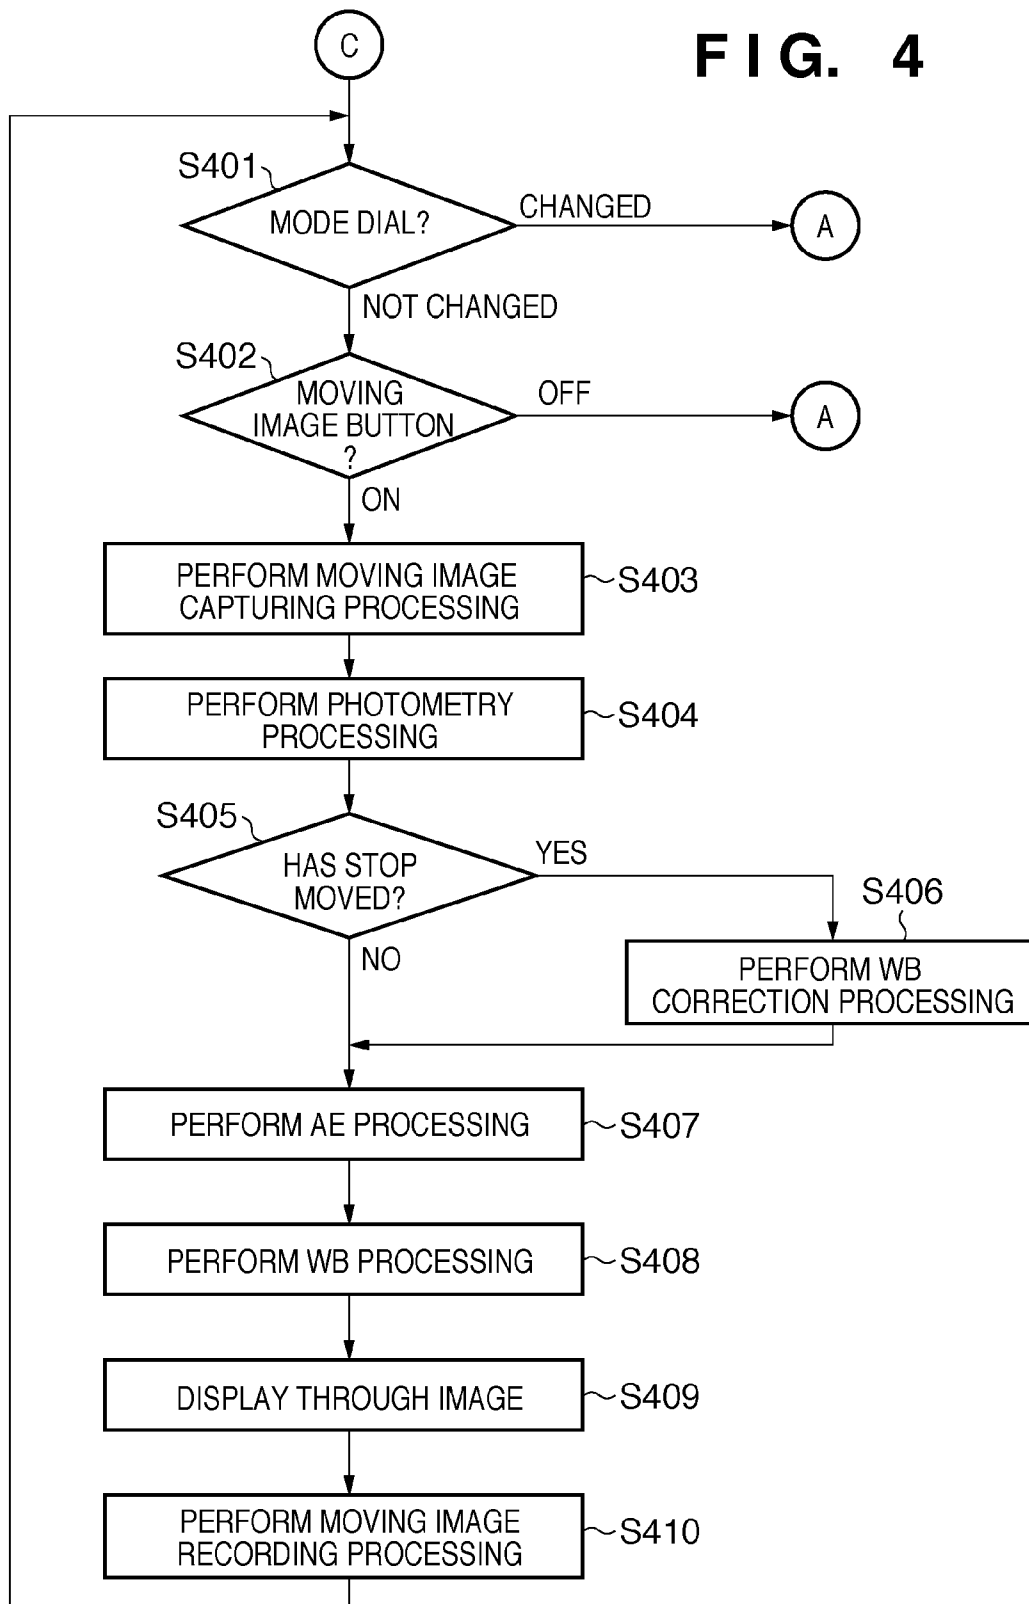 C
FIG. 4
S401
MODE DIAL?
CHANGED
A
NOT CHANGED
S402
MOVING
IMAGE BUTTON
?
OFF
A
ON
PERFORM MOVING IMAGE
CAPTURING PROCESSING
S403
PERFORM PHOTOMETRY
PROCESSING
S404
S405
HAS STOP
MOVED?
YES
S406
PERFORM WB
CORRECTION PROCESSING
NO
PERFORM AE PROCESSING
S407
PERFORM WB PROCESSING
S408
DISPLAY THROUGH IMAGE
S409
PERFORM MOVING IMAGE
RECORDING PROCESSING
S410